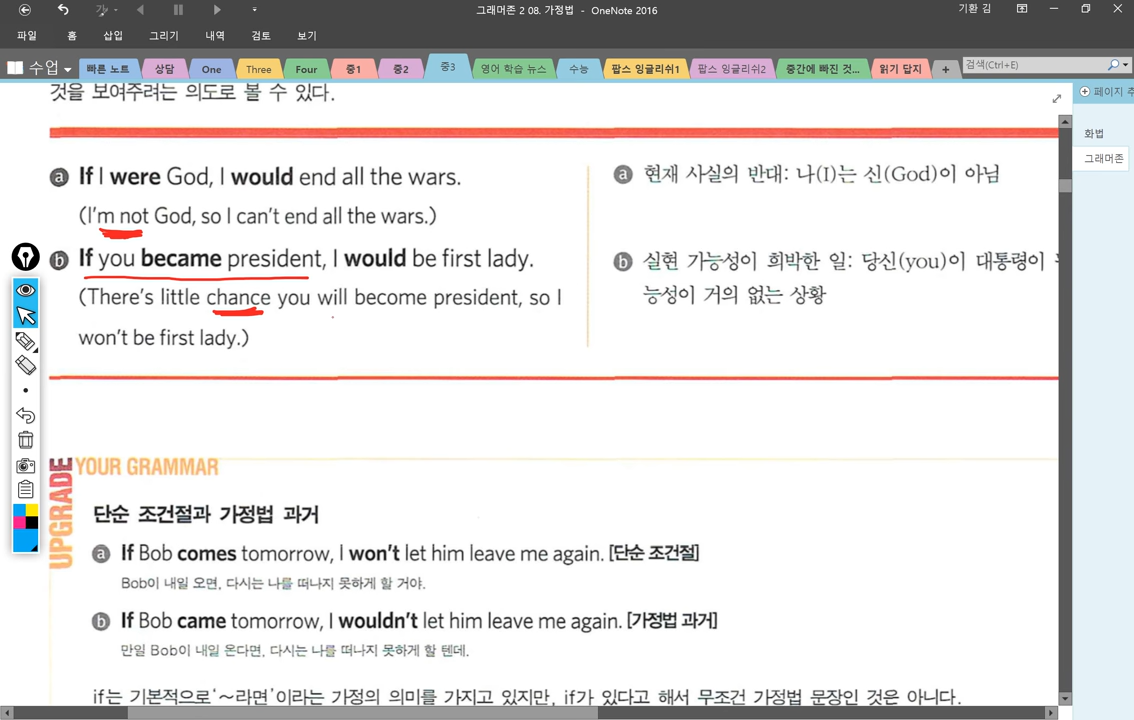 그래머존 2 08. 가정법 - OneNote 2016
기환 김
파일 홈 삽입 그리기 내역 검토 보기
수업 빠른 노트 상담 One Three Four 중1 중2 중3 영어 학습 뉴스 수능 팝스 잉글리쉬1 팝스 잉글리쉬2 중간에 빠진 것... 읽기 답지 + 검색(Ctrl+E)
것을 보여주려는 의도로 볼 수 있다.
페이지 추
화법
그래머존
a If I were God, I would end all the wars.
(I'm not God, so I can't end all the wars.)
b If you became president, I would be first lady.
(There's little chance you will become president, so I
won't be first lady.)
a 현재 사실의 반대: 나(I)는 신(God)이 아님
b 실현 가능성이 희박한 일: 당신(you)이 대통령이
능성이 거의 없는 상황
UPGRADE YOUR GRAMMAR
단순 조건절과 가정법 과거
a If Bob comes tomorrow, I won't let him leave me again. [단순 조건절]
Bob이 내일 오면, 다시는 나를 떠나지 못하게 할 거야.
b If Bob came tomorrow, I wouldn't let him leave me again. [가정법 과거]
만일 Bob이 내일 온다면, 다시는 나를 떠나지 못하게 할 텐데.
if는 기본적으로 '~라면'이라는 가정의 의미를 가지고 있지만, if가 있다고 해서 무조건 가정법 문장인 것은 아니다.